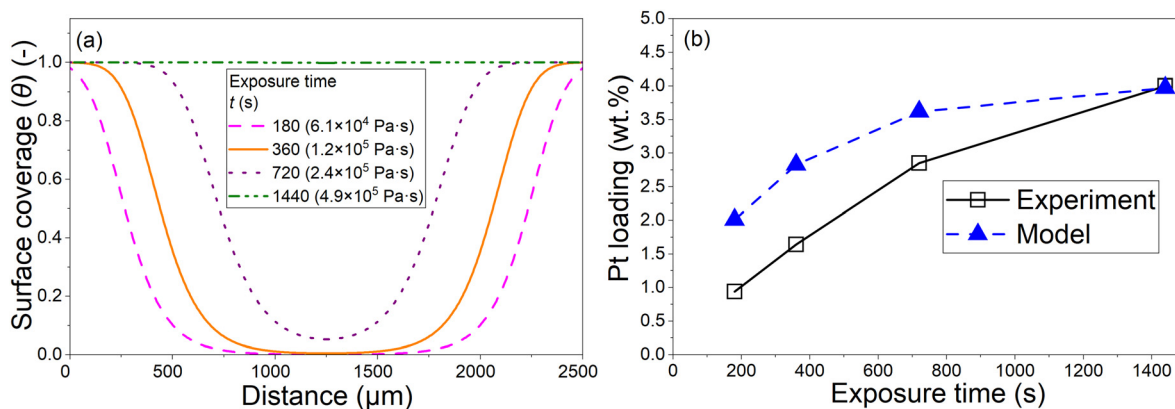 (a)
Surface coverage (θ) (-)
1.0
0.8
0.6
0.4
0.2
0.0
Exposure time
t (s)
180 (6.1×10⁴ Pa·s)
360 (1.2×10⁵ Pa·s)
720 (2.4×10⁵ Pa·s)
1440 (4.9×10⁵ Pa·s)
0 500 1000 1500 2000 2500
Distance (μm)
(b)
Pt loading (wt.%)
5.0
4.5
4.0
3.5
3.0
2.5
2.0
1.5
1.0
0.5
0.0
Experiment
Model
200 400 600 800 1000 1200 1400
Exposure time (s)